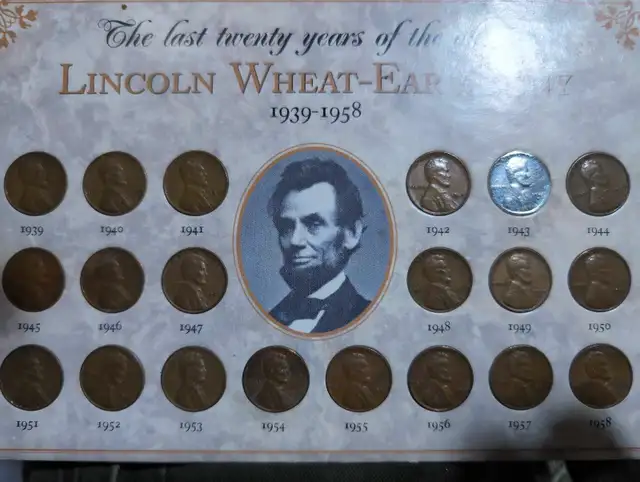 The last twenty years of the
LINCOLN WHEAT-EAR
1939-1958
1939 1940 1941 1942 1943 1944
1945 1946 1947 1948 1949 1950
1951 1952 1953 1954 1955 1956 1957 1958